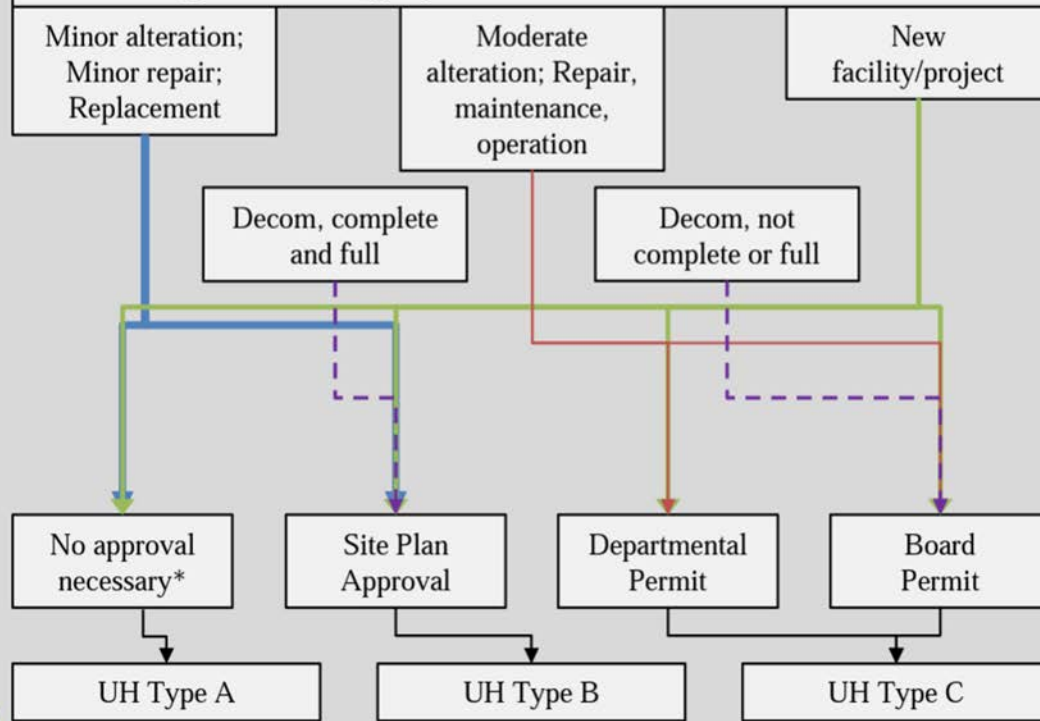 Minor alteration;
Minor repair;
Replacement
Moderate
alteration; Repair,
maintenance,
operation
New
facility/project
Decom, complete
and full
Decom, not
complete or full
No approval
necessary*
Site Plan
Approval
Departmental
Permit
Board
Permit
UH Type A
UH Type B
UH Type C